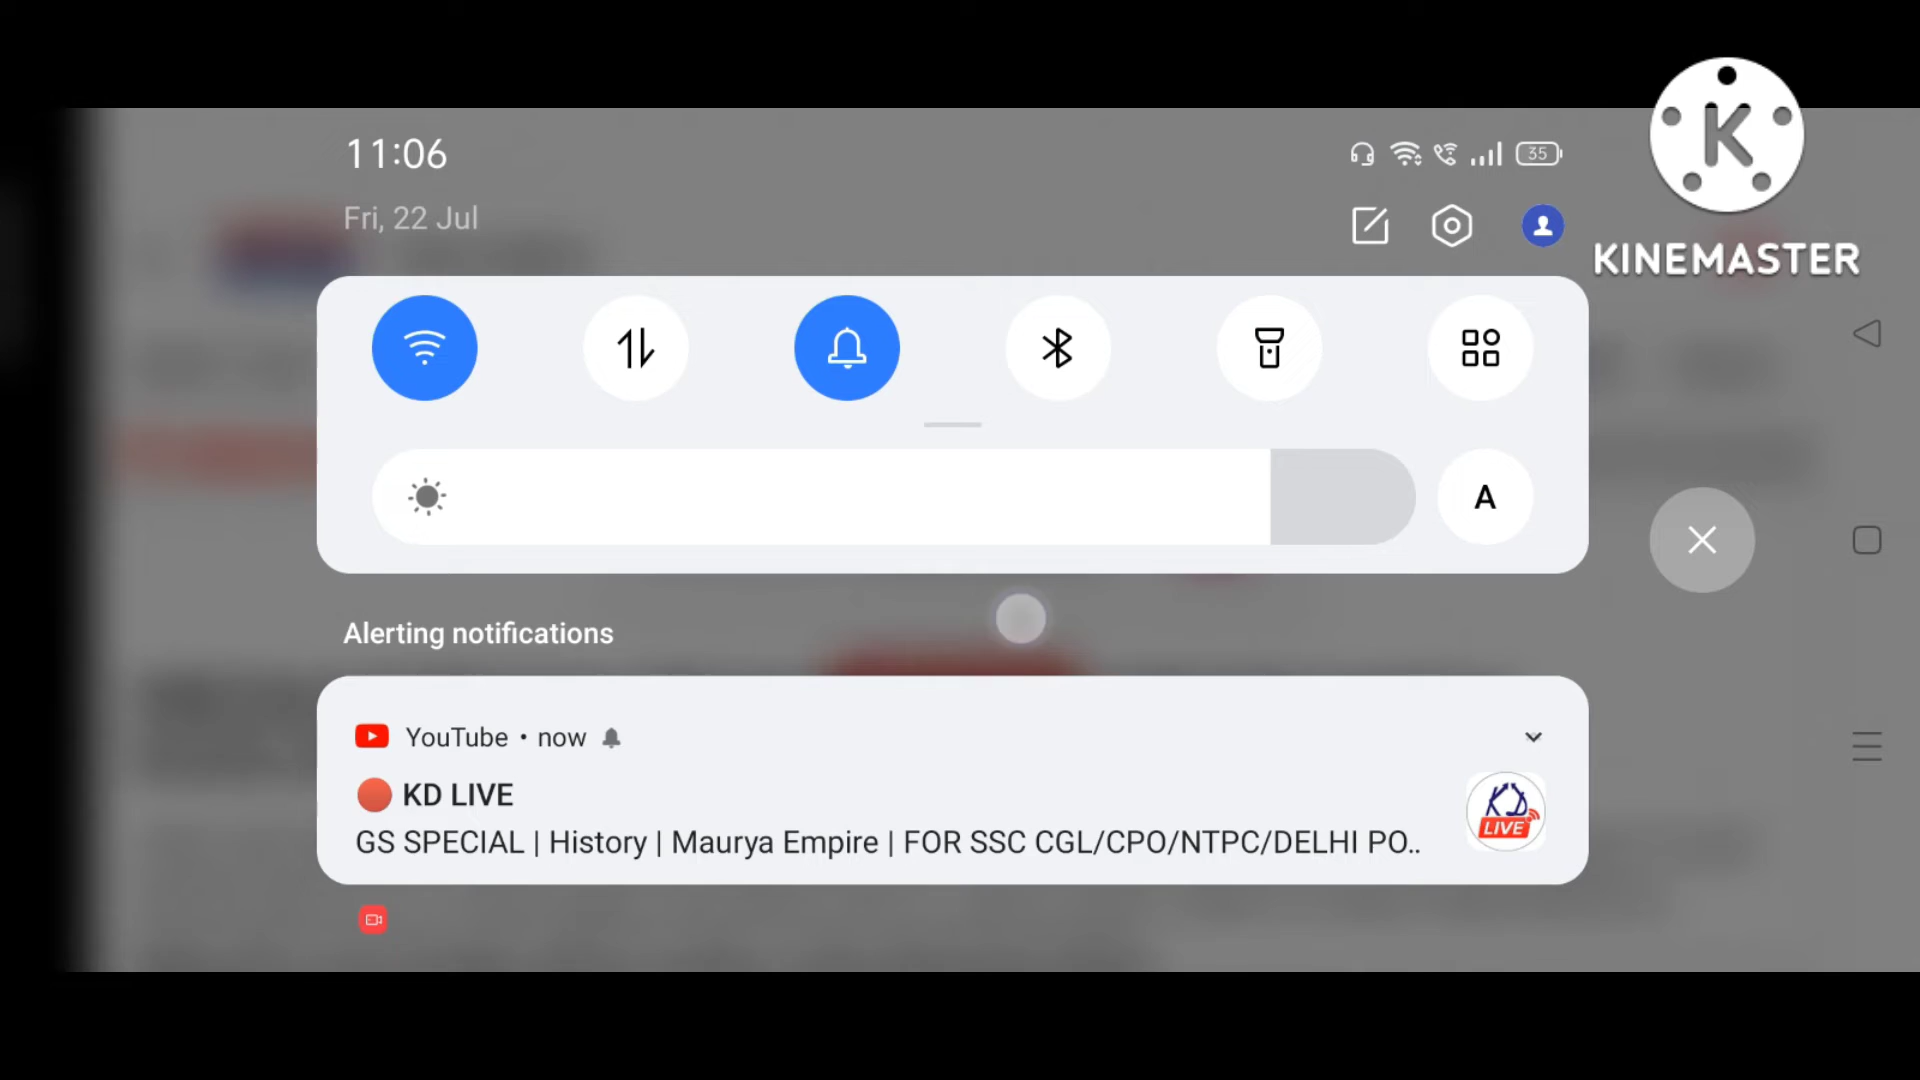 11:06
35
Fri, 22 Jul
K
KINEMASTER
A
Alerting notifications
YouTube • now
KD LIVE
LIVE
GS SPECIAL | History | Maurya Empire | FOR SSC CGL/CPO/NTPC/DELHI PO..